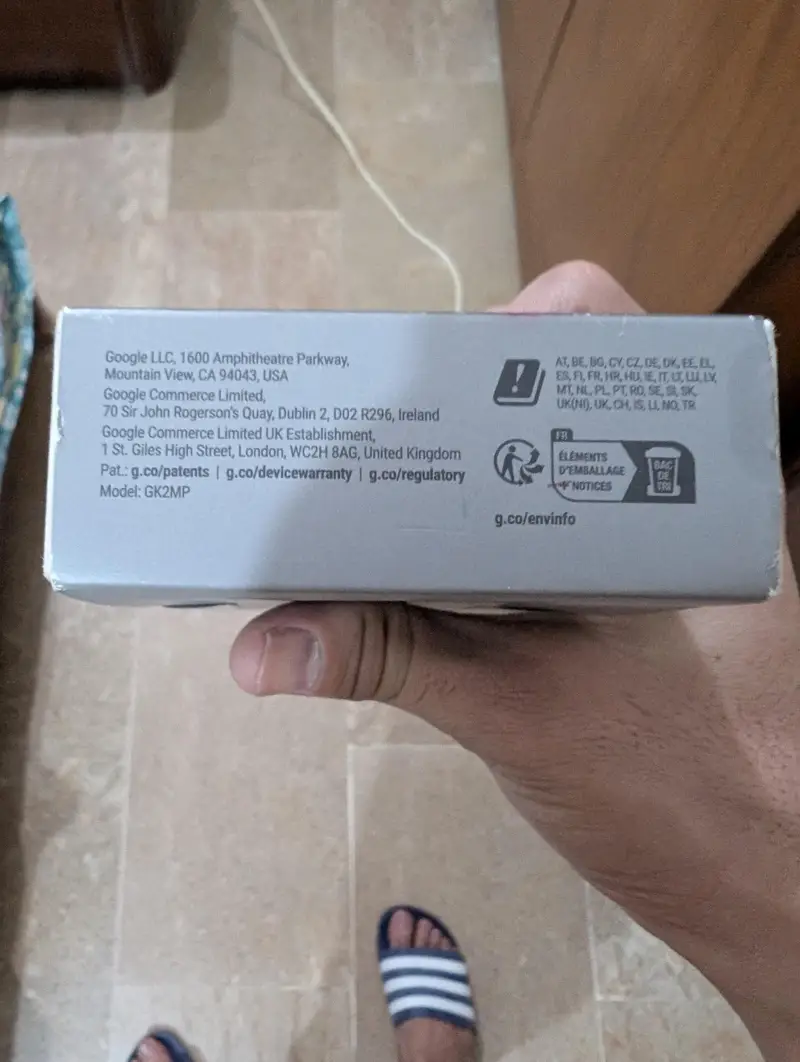 Google LLC, 1600 Amphitheatre Parkway,
Mountain View, CA 94043, USA
Google Commerce Limited,
70 Sir John Rogerson's Quay, Dublin 2, D02 R296, Ireland
Google Commerce Limited UK Establishment,
1 St. Giles High Street, London, WC2H 8AG, United Kingdom
Pat.: g.co/patents | g.co/devicewarranty | g.co/regulatory
Model: GK2MP
AT, BE, BG, CY, CZ, DE, DK, EE, EL,
ES, FI, FR, HR, HU, IE, IT, LT, LU, LV,
MT, NL, PL, PT, RO, SE, SI, SK,
UK(NI), UK, CH, IS, LI, NO, TR
FR
ÉLÉMENTS
D'EMBALLAGE
+ NOTICES
BAC
DE
TRI
g.co/envinfo